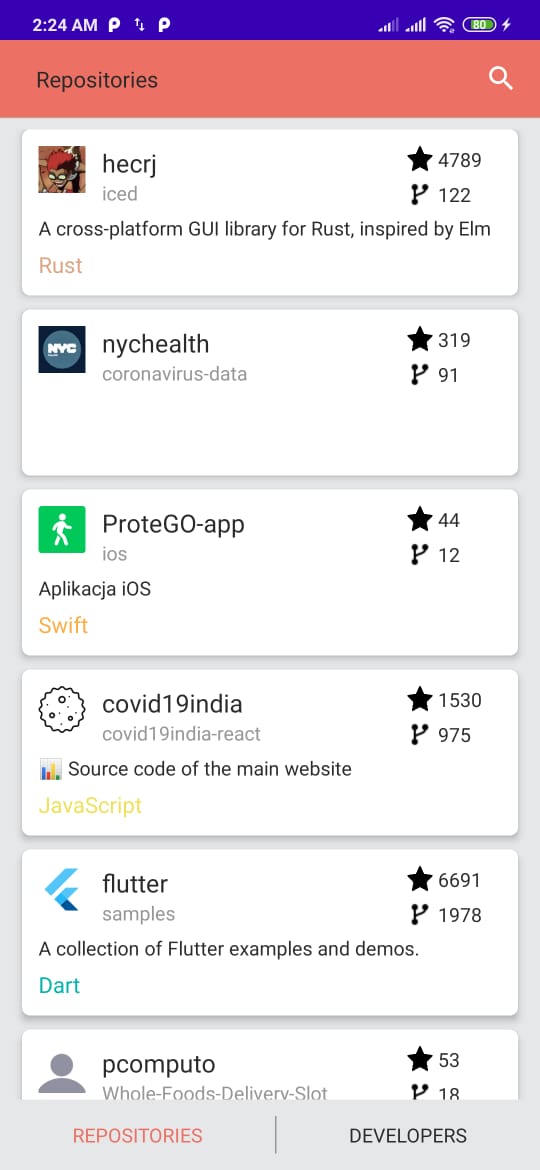 2:24 AM
80
Repositories
hecrj
4789
iced
122
A cross-platform GUI library for Rust, inspired by Elm
Rust
NYC
nychealth
319
coronavirus-data
91
ProteGO-app
44
ios
12
Aplikacja iOS
Swift
covid19india
1530
covid19india-react
975
📊 Source code of the main website
JavaScript
flutter
6691
samples
1978
A collection of Flutter examples and demos.
Dart
pcomputo
53
Whole-Foods-Delivery-Slot
18
REPOSITORIES
DEVELOPERS